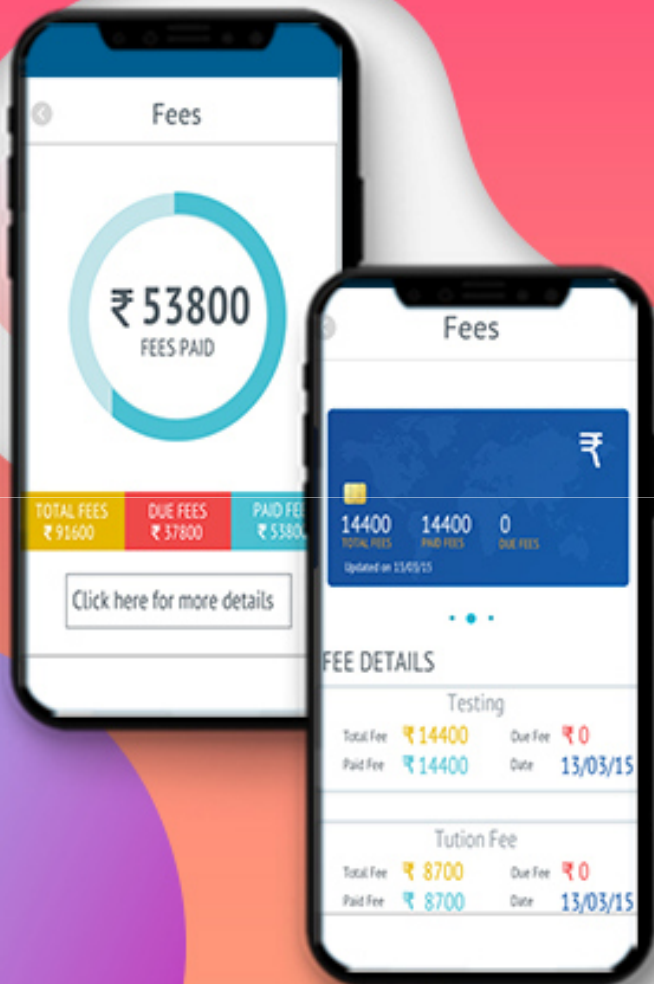 Fees
₹ 53800
FEES PAID
TOTAL FEES
₹ 91600
DUE FEES
₹ 37800
PAID FE
₹ 5380
Click here for more details
Fees
₹
14400
TOTAL FEES
14400
PAID FEES
0
DUE FEES
Updated on 13/03/15
FEE DETAILS
Testing
Total Fee ₹ 14400 Due Fee ₹ 0
Paid Fee ₹ 14400 Date 13/03/15
Tution Fee
Total Fee ₹ 8700 Due Fee ₹ 0
Paid Fee ₹ 8700 Date 13/03/15